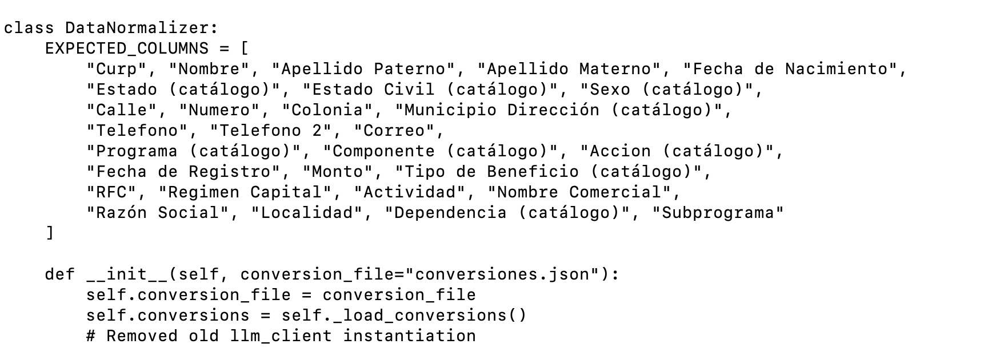 class DataNormalizer:
    EXPECTED_COLUMNS = [
        "Curp", "Nombre", "Apellido Paterno", "Apellido Materno", "Fecha de Nacimiento",
        "Estado (catálogo)", "Estado Civil (catálogo)", "Sexo (catálogo)",
        "Calle", "Numero", "Colonia", "Municipio Dirección (catálogo)",
        "Telefono", "Telefono 2", "Correo",
        "Programa (catálogo)", "Componente (catálogo)", "Accion (catálogo)",
        "Fecha de Registro", "Monto", "Tipo de Beneficio (catálogo)",
        "RFC", "Regimen Capital", "Actividad", "Nombre Comercial",
        "Razón Social", "Localidad", "Dependencia (catálogo)", "Subprograma"
    ]

    def __init__(self, conversion_file="conversiones.json"):
        self.conversion_file = conversion_file
        self.conversions = self._load_conversions()
        # Removed old llm_client instantiation